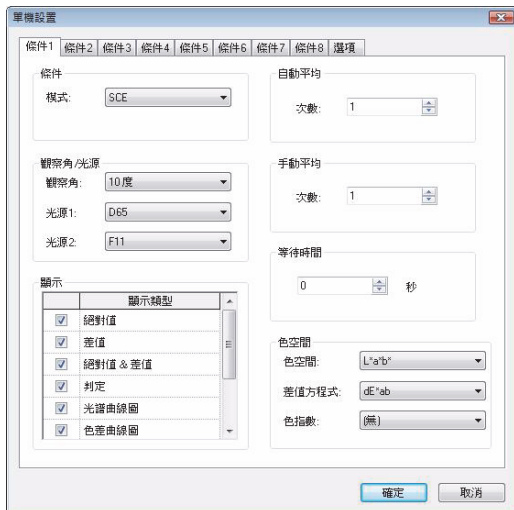 單機設置
條件1 條件2 條件3 條件4 條件5 條件6 條件7 條件8 選項
條件
模式: SCE
觀察角/光源
觀察角: 10度
光源1: D65
光源2: F11
顯示
顯示類型
絕對值
差值
絕對值 & 差值
判定
光譜曲線圖
色差曲線圖
自動平均
次數: 1
手動平均
次數: 1
等待時間
0 秒
色空間
色空間: L*a*b*
差值方程式: dE*ab
色指數: (無)
確定 取消